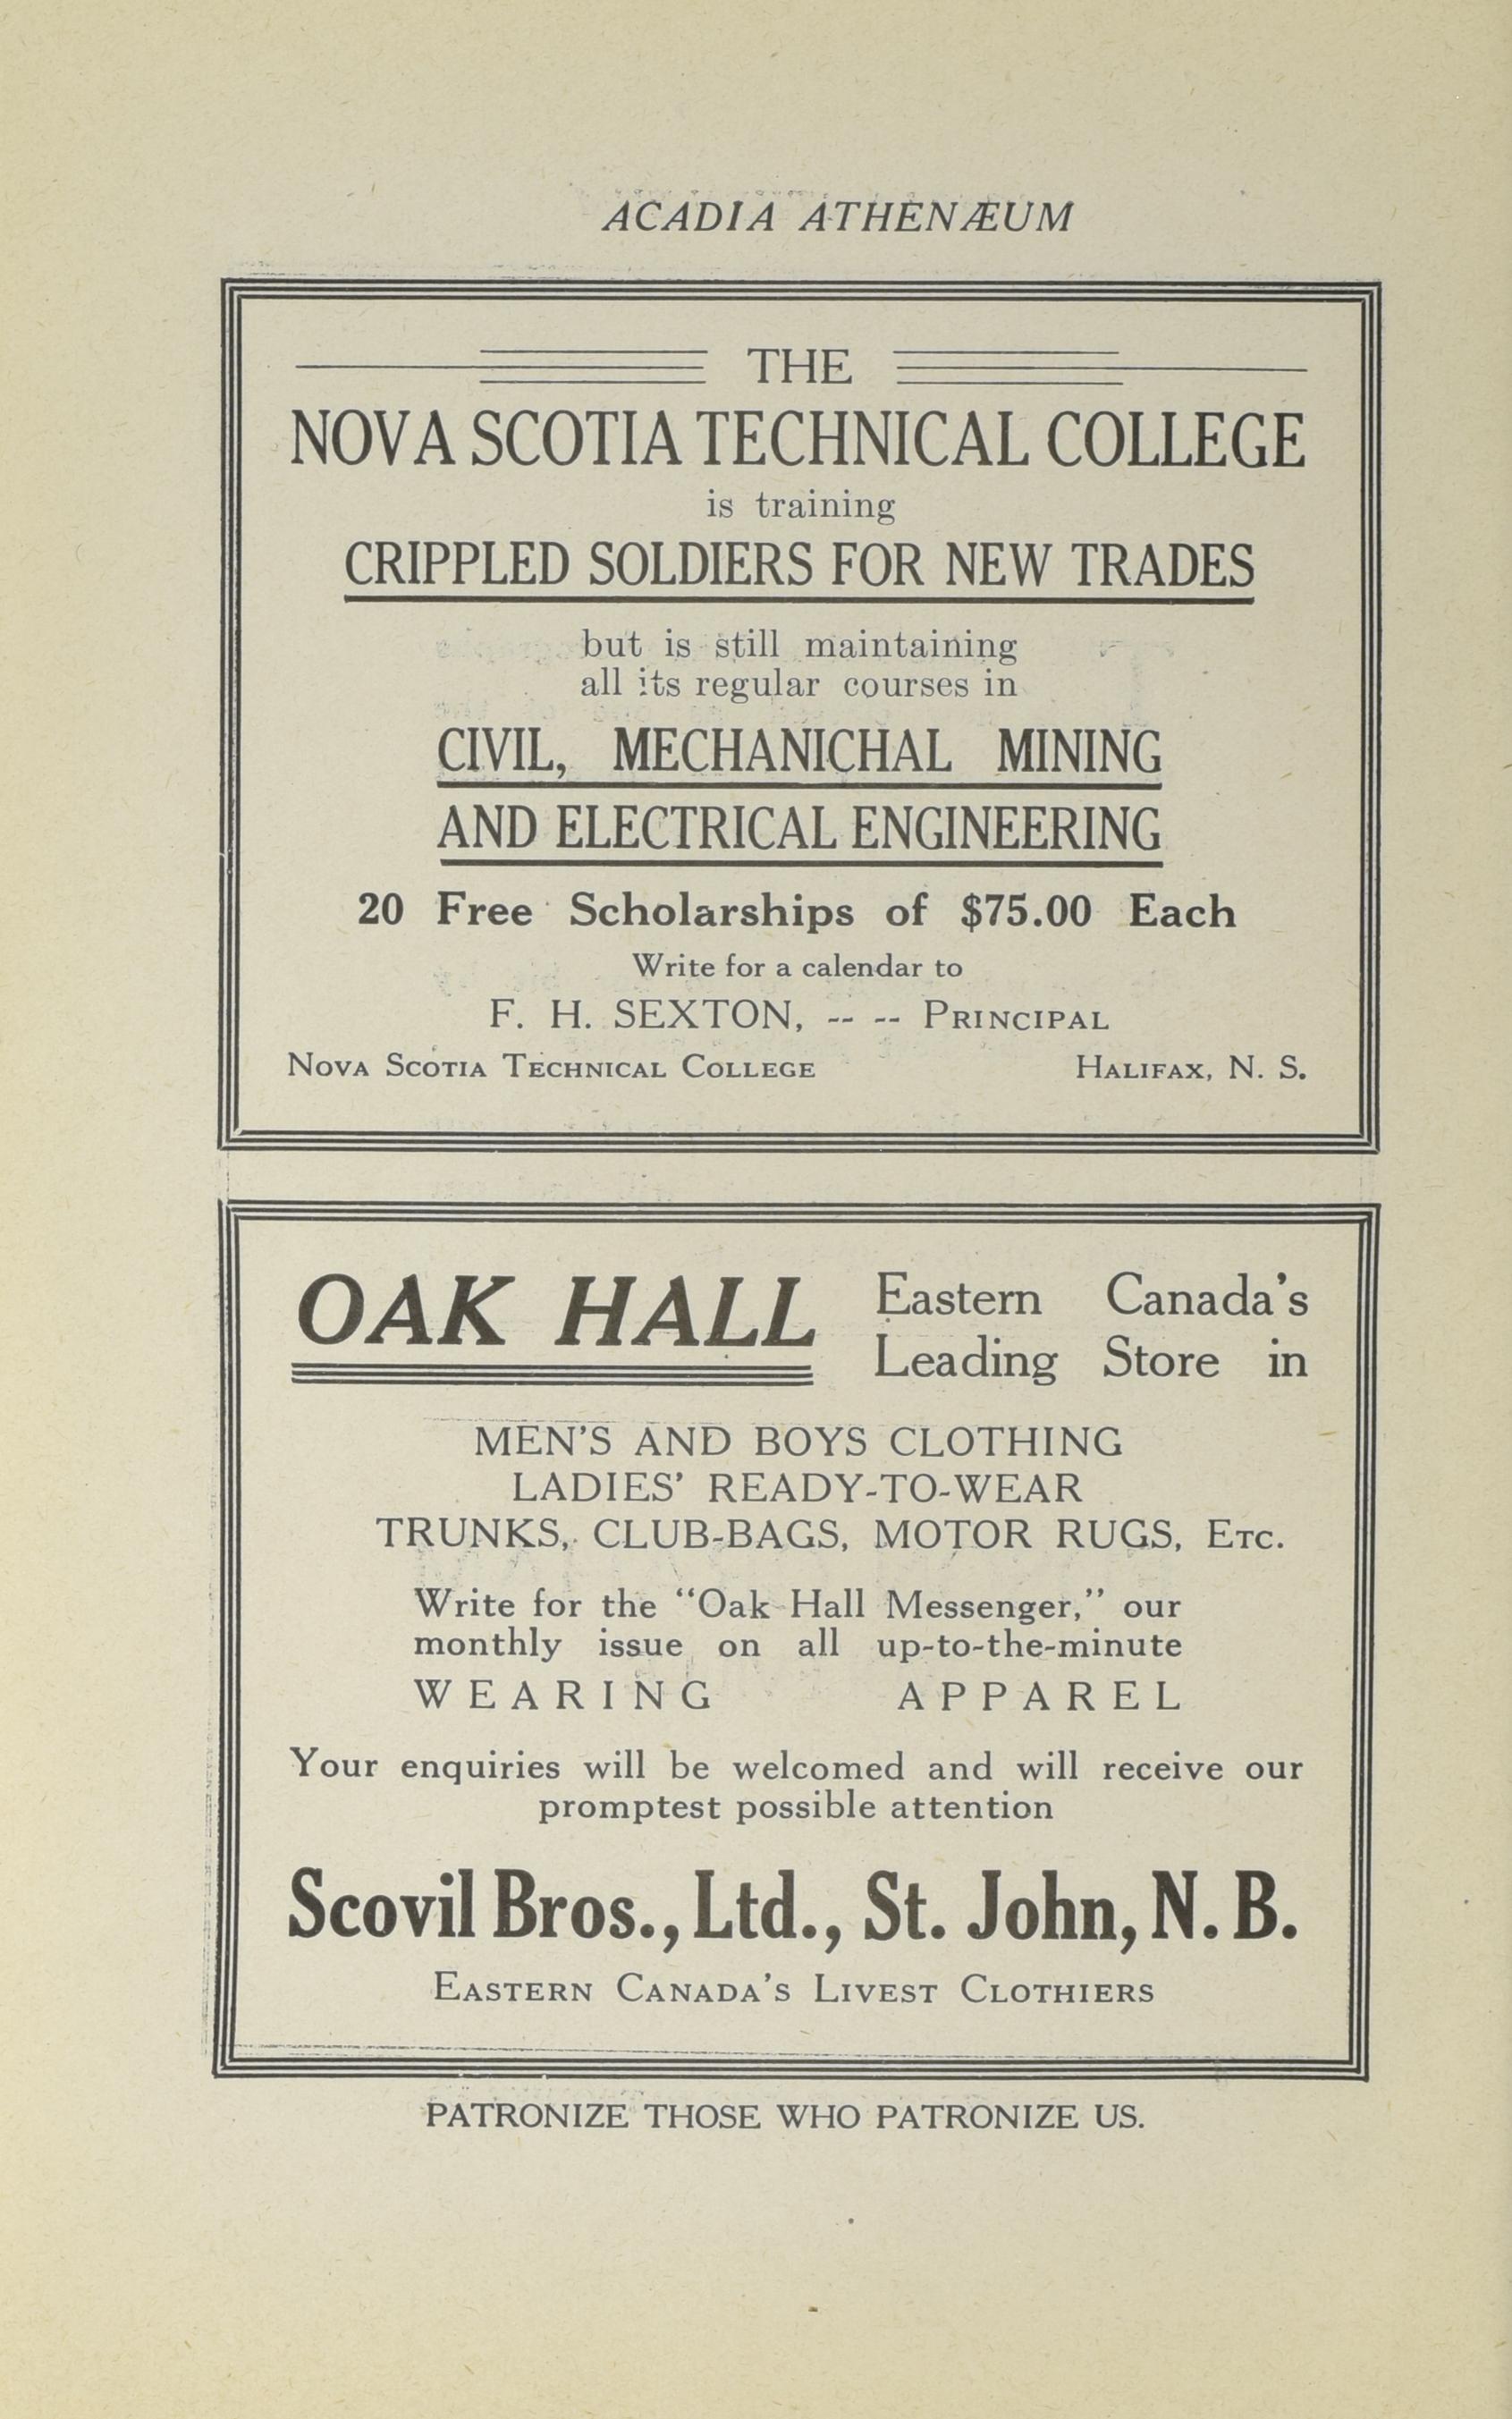 ACADIA ATHENÆUM
THE
NOVA SCOTIA TECHNICAL COLLEGE
is training
CRIPPLED SOLDIERS FOR NEW TRADES
but is still maintaining
all its regular courses in
CIVIL, MECHANICHAL MINING
AND ELECTRICAL ENGINEERING
20 Free Scholarships of $75.00 Each
Write for a calendar to
F. H. SEXTON, -- -- PRINCIPAL
NOVA SCOTIA TECHNICAL COLLEGE HALIFAX, N. S.
OAK HALL
Eastern Canada's
Leading Store in
MEN'S AND BOYS CLOTHING
LADIES' READY-TO-WEAR
TRUNKS, CLUB-BAGS, MOTOR RUGS, ETC.
Write for the "Oak Hall Messenger," our
monthly issue on all up-to-the-minute
WEARING APPAREL
Your enquiries will be welcomed and will receive our
promptest possible attention
Scovil Bros., Ltd., St. John, N. B.
EASTERN CANADA'S LIVEST CLOTHIERS
PATRONIZE THOSE WHO PATRONIZE US.